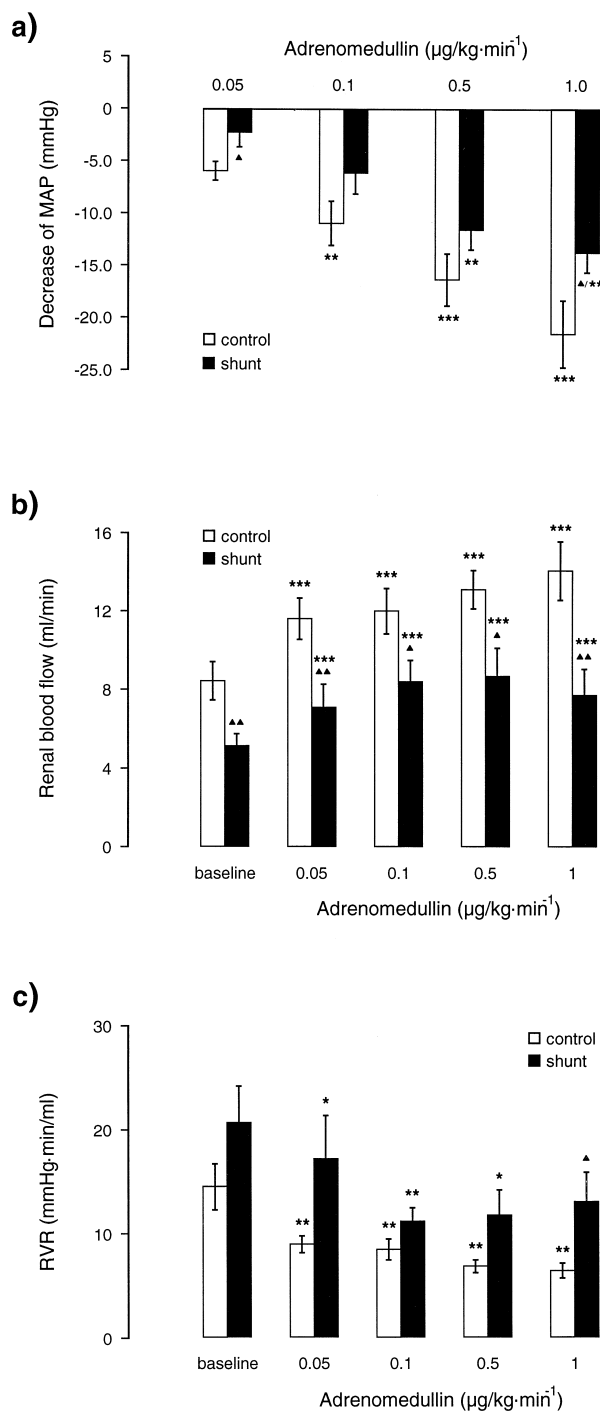 a)
Adrenomedullin (µg/kg·min⁻¹)
0.05 0.1 0.5 1.0
Decrease of MAP (mmHg)
5
0
-5.0
-10.0
-15.0
-20.0
-25.0
▲
**
***
**
***
▲/**
control
shunt
b)
Renal blood flow (ml/min)
16
12
8
4
0
control
shunt
▲▲
***
***
▲▲
***
***
▲
***
***
▲
***
***
▲▲
baseline 0.05 0.1 0.5 1
Adrenomedullin (µg/kg·min⁻¹)
c)
RVR (mmHg·min/ml)
30
20
10
0
control
shunt
**
*
**
**
**
*
**
▲
baseline 0.05 0.1 0.5 1
Adrenomedullin (µg/kg·min⁻¹)